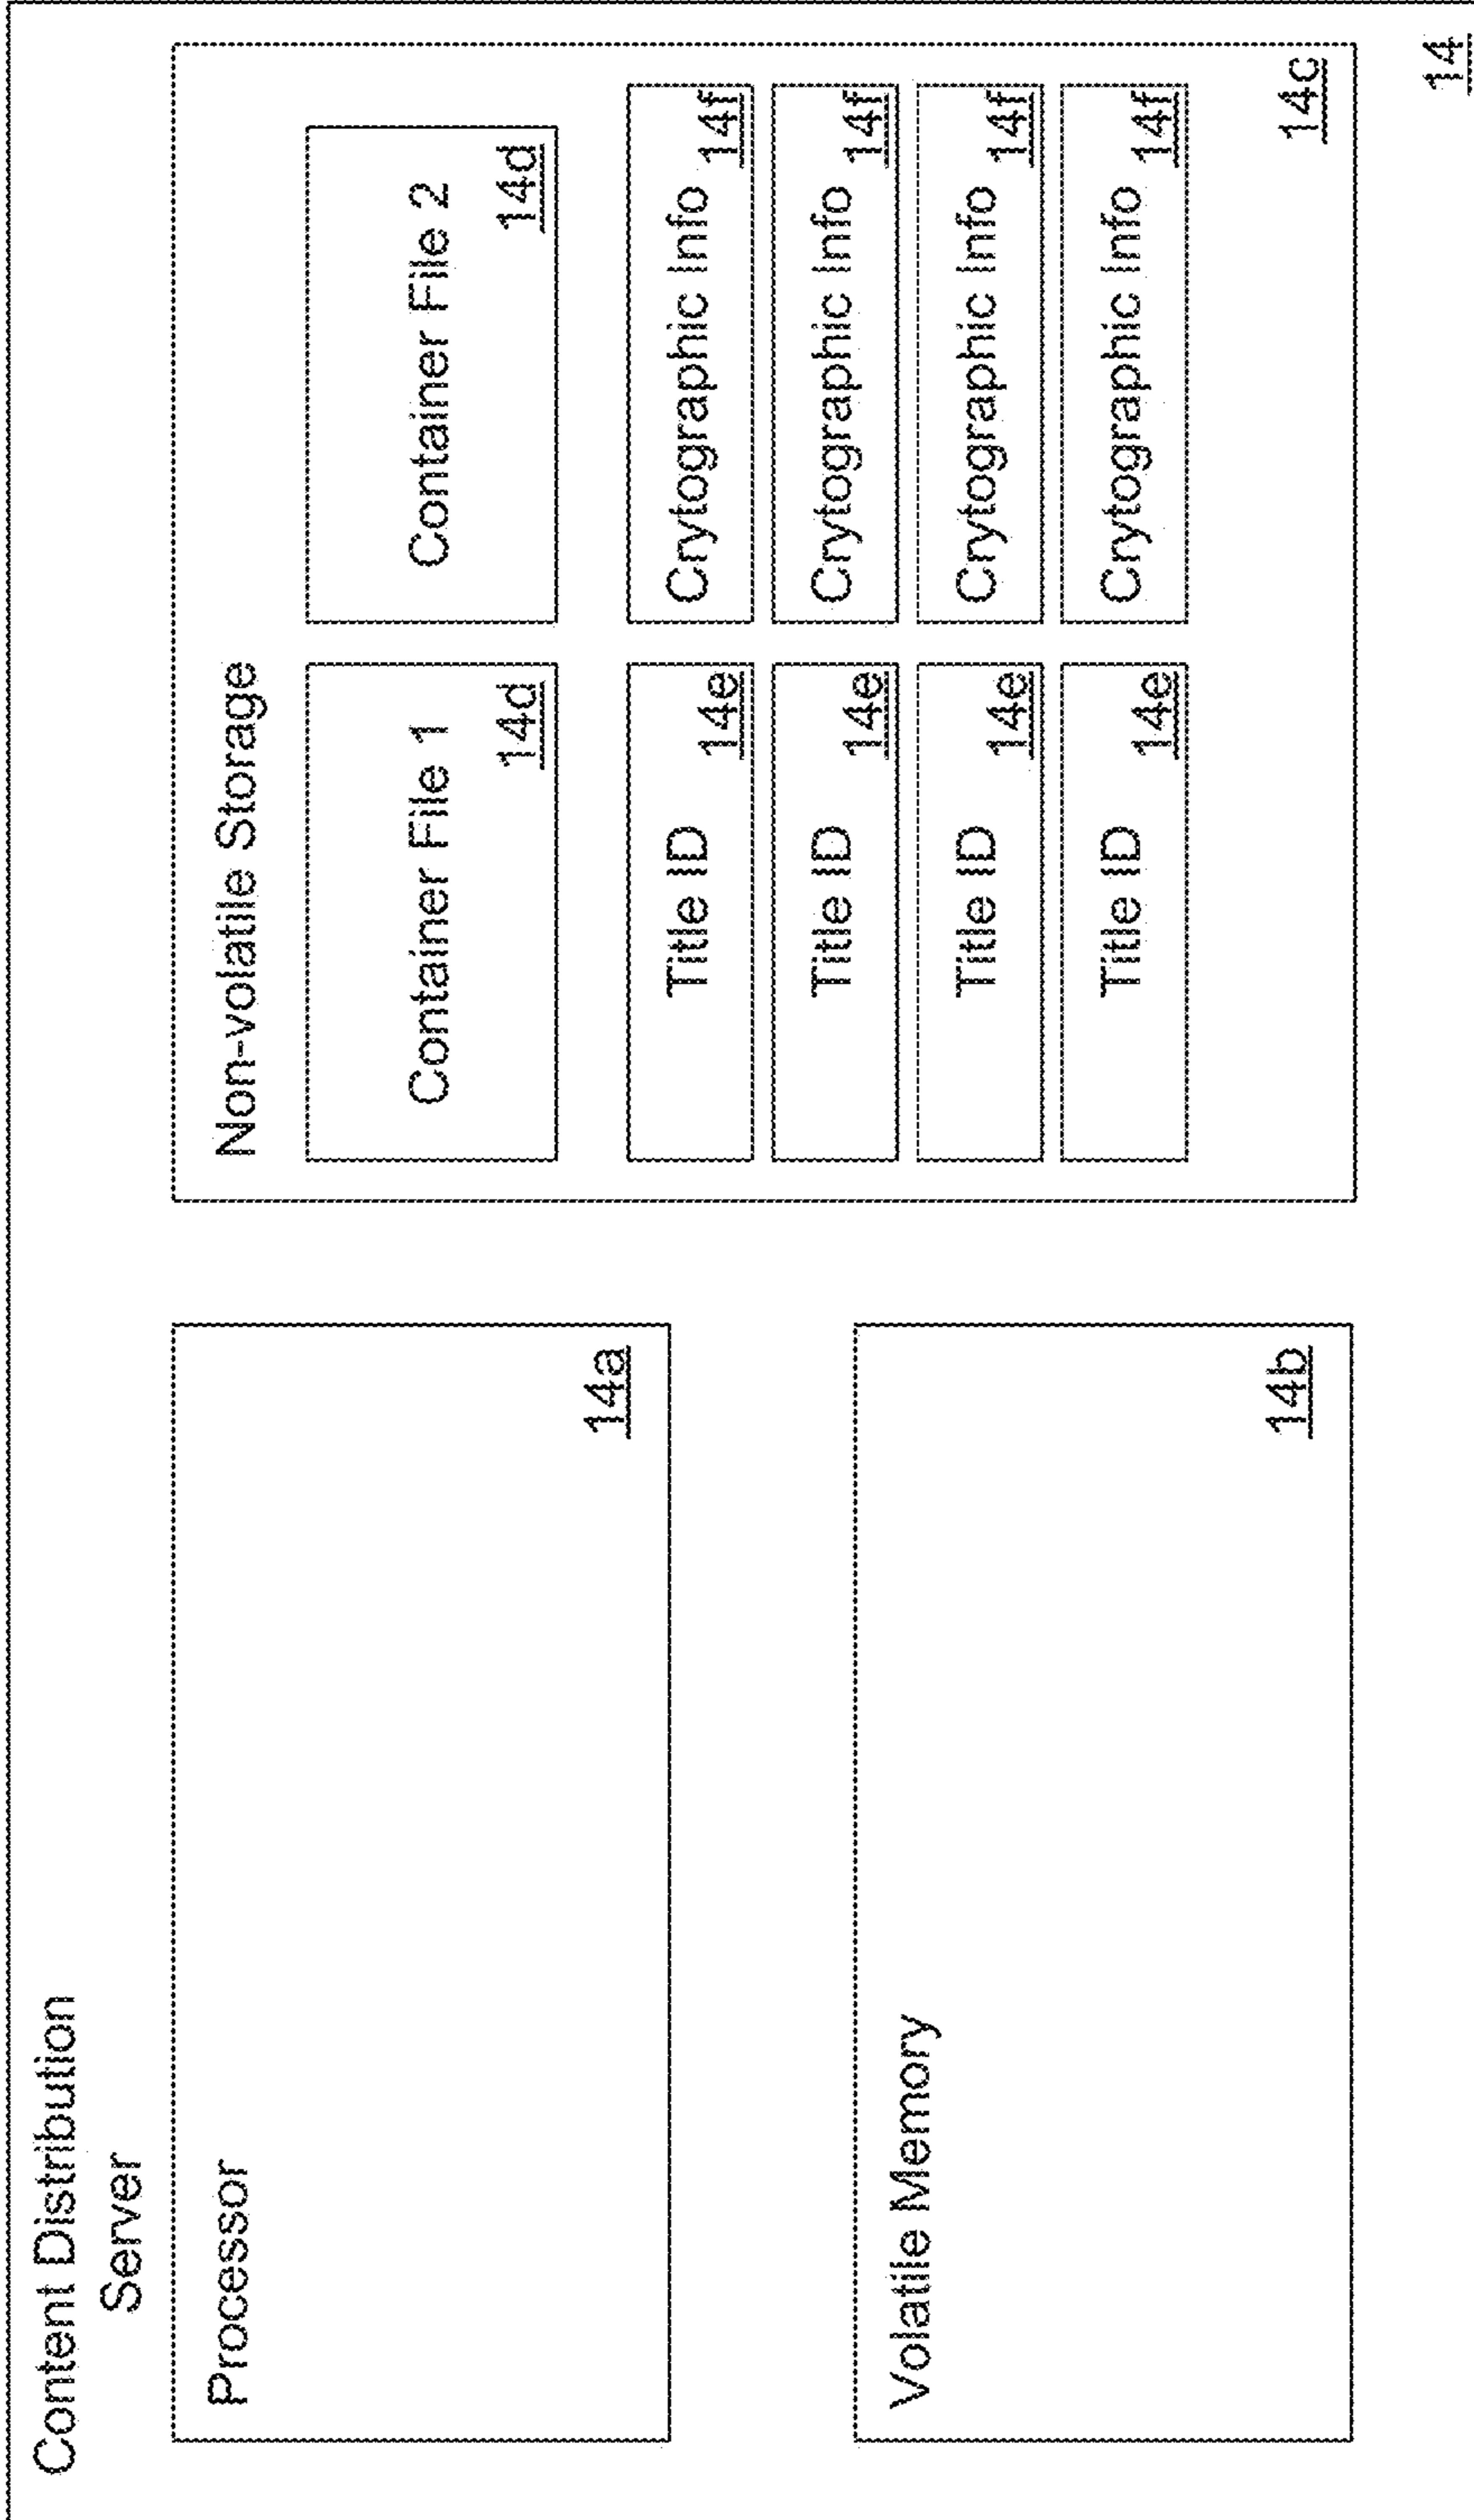 Content Distribution
Server
Processor
14a
Volatile Memory
14b
Non-volatile Storage
Container File 1
14d
Container File 2
14d
Title ID
14e
Crytographic Info
14f
Title ID
14e
Crytographic Info
14f
Title ID
14e
Crytographic Info
14f
Title ID
14e
Crytographic Info
14f
14c
14